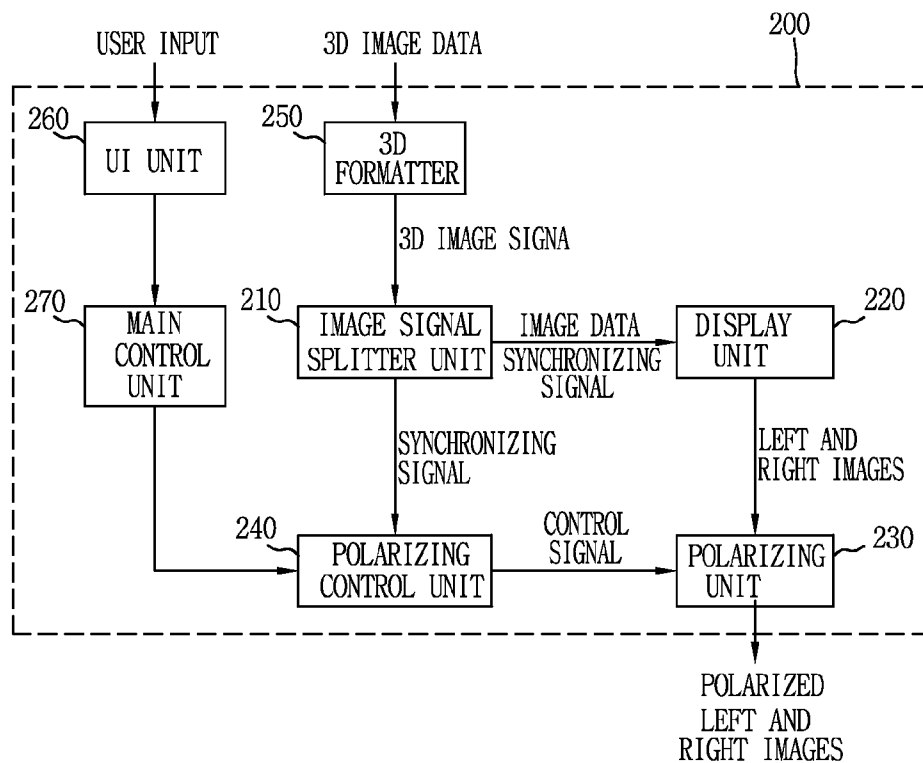 200
USER INPUT
3D IMAGE DATA
260
UI UNIT
250
3D
FORMATTER
3D IMAGE SIGNA
270
MAIN
CONTROL
UNIT
210
IMAGE SIGNAL
SPLITTER UNIT
IMAGE DATA
SYNCHRONIZING
SIGNAL
220
DISPLAY
UNIT
SYNCHRONIZING
SIGNAL
LEFT AND
RIGHT IMAGES
240
POLARIZING
CONTROL UNIT
CONTROL
SIGNAL
230
POLARIZING
UNIT
POLARIZED
LEFT AND
RIGHT IMAGES